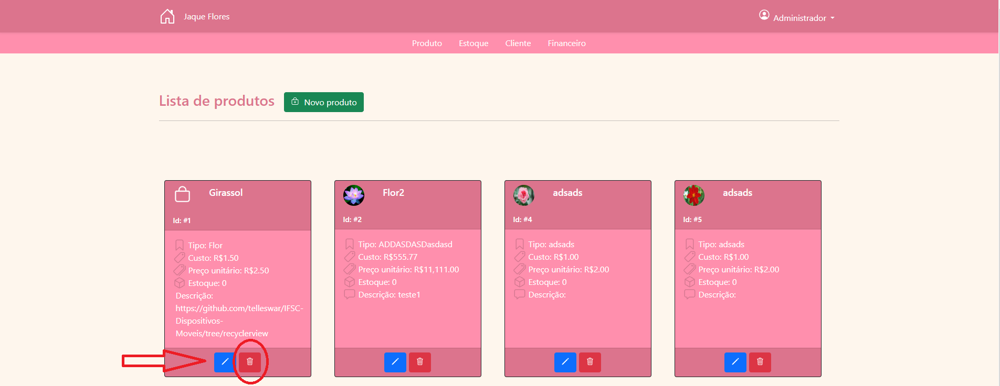 Jaque Flores
Administrador
Produto Estoque Cliente Financeiro
Lista de produtos
Novo produto
Girassol
Id: #1
Tipo: Flor
Custo: R$1.50
Preço unitário: R$2.50
Estoque: 0
Descrição:
https://github.com/telleswar/IFSC-
Dispositivos-
Moveis/tree/recyclerview
Flor2
Id: #2
Tipo: ADDASDASDasdasd
Custo: R$555.77
Preço unitário: R$11,111.00
Estoque: 0
Descrição: teste1
adsads
Id: #4
Tipo: adsads
Custo: R$1.00
Preço unitário: R$2.00
Estoque: 0
Descrição:
adsads
Id: #5
Tipo: adsads
Custo: R$1.00
Preço unitário: R$2.00
Estoque: 0
Descrição: